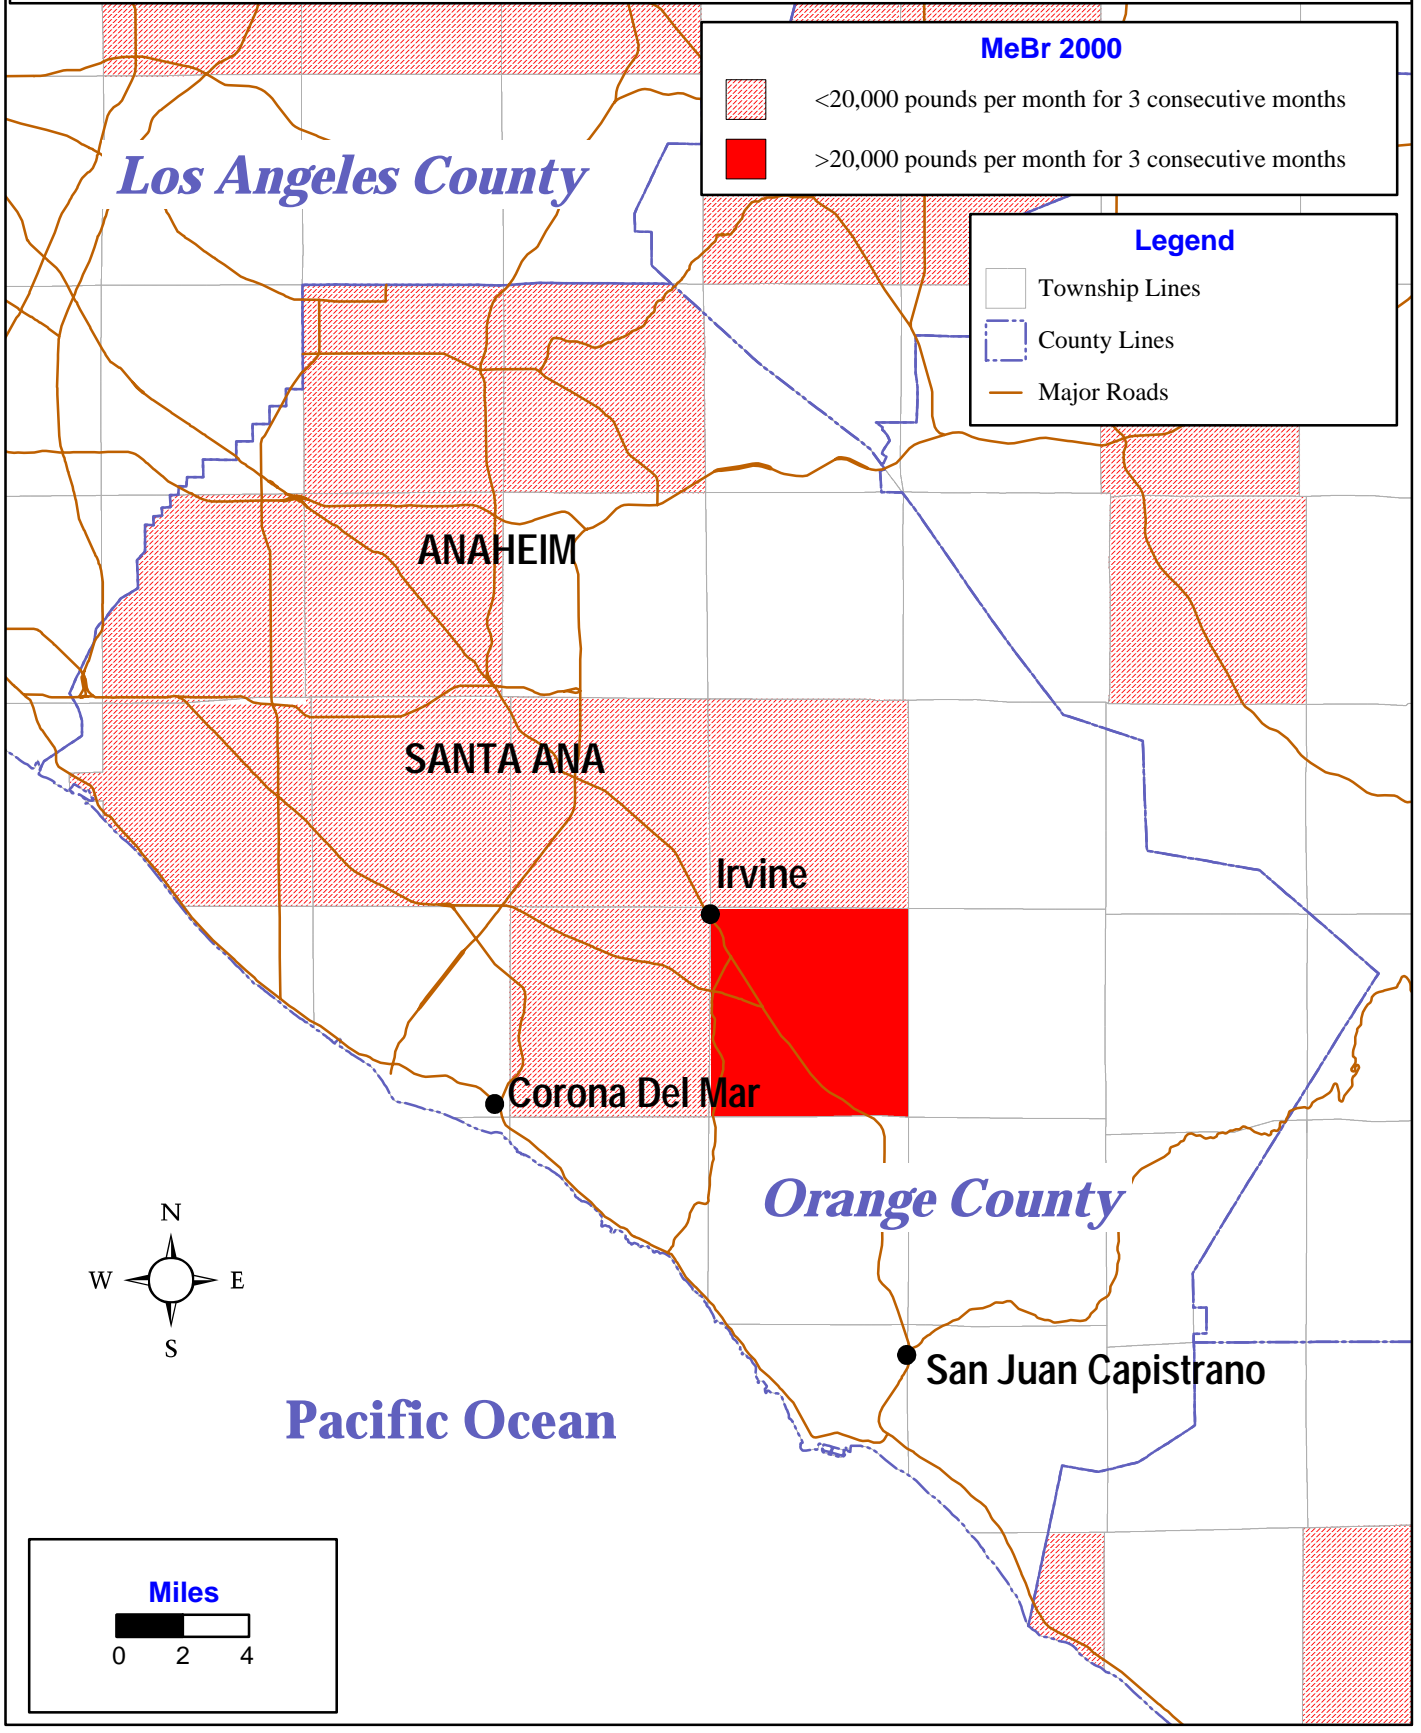 MeBr 2000
<20,000 pounds per month for 3 consecutive months
>20,000 pounds per month for 3 consecutive months
Los Angeles County
Legend
Township Lines
County Lines
Major Roads
ANAHEIM
SANTA ANA
Irvine
Corona Del Mar
Orange County
N
W E
S
San Juan Capistrano
Pacific Ocean
Miles
0 2 4